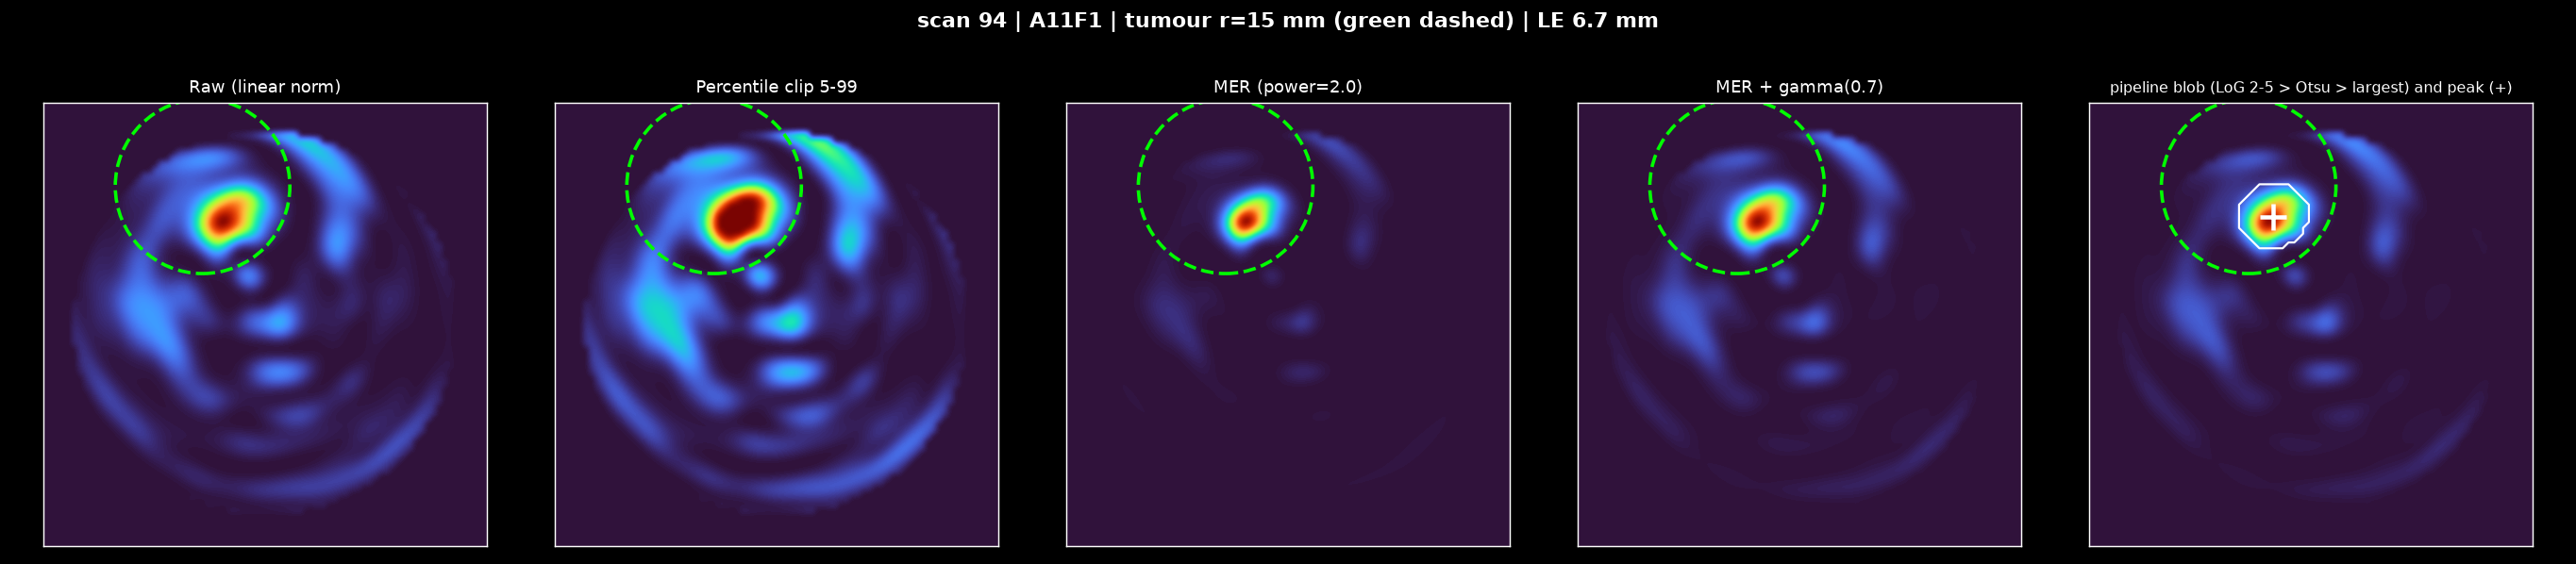 scan 94 | A11F1 | tumour r=15 mm (green dashed) | LE 6.7 mm
Raw (linear norm)
Percentile clip 5-99
MER (power=2.0)
MER + gamma(0.7)
pipeline blob (LoG 2-5 > Otsu > largest) and peak (+)